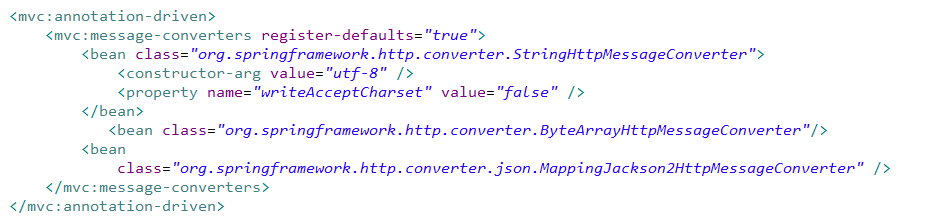 <mvc:annotation-driven>
    <mvc:message-converters register-defaults="true">
        <bean class="org.springframework.http.converter.StringHttpMessageConverter">
            <constructor-arg value="utf-8" />
            <property name="writeAcceptCharset" value="false" />
        </bean>
           <bean class="org.springframework.http.converter.ByteArrayHttpMessageConverter"/>
        <bean
            class="org.springframework.http.converter.json.MappingJackson2HttpMessageConverter" />
    </mvc:message-converters>
</mvc:annotation-driven>